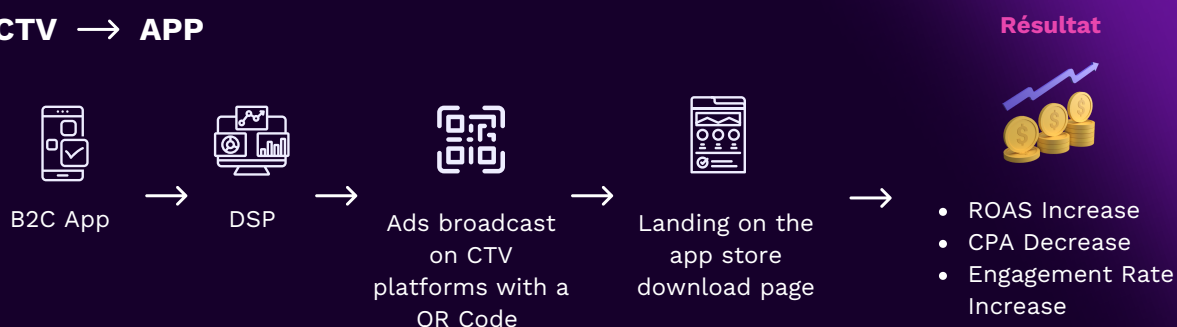 CTV → APP
Résultat
B2C App
DSP
Ads broadcast
on CTV
platforms with a
QR Code
Landing on the
app store
download page
• ROAS Increase
• CPA Decrease
• Engagement Rate
Increase